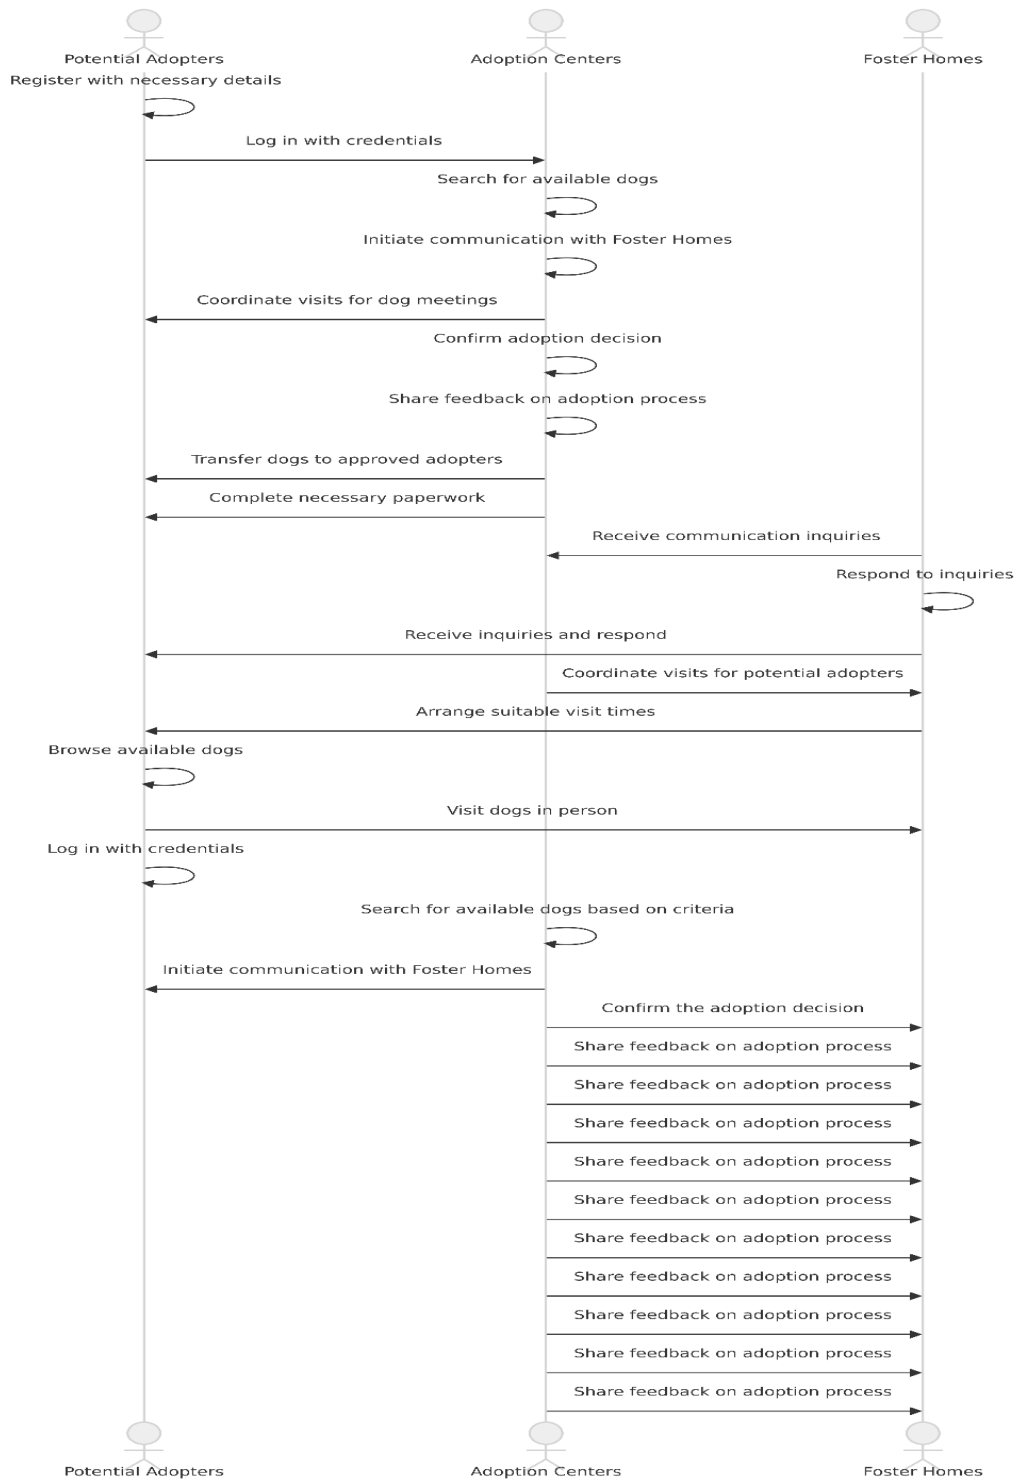 Potential Adopters
Adoption Centers
Foster Homes
Register with necessary details
Log in with credentials
Search for available dogs
Initiate communication with Foster Homes
Coordinate visits for dog meetings
Confirm adoption decision
Share feedback on adoption process
Transfer dogs to approved adopters
Complete necessary paperwork
Receive communication inquiries
Respond to inquiries
Receive inquiries and respond
Coordinate visits for potential adopters
Arrange suitable visit times
Browse available dogs
Visit dogs in person
Log in with credentials
Search for available dogs based on criteria
Initiate communication with Foster Homes
Confirm the adoption decision
Share feedback on adoption process
Share feedback on adoption process
Share feedback on adoption process
Share feedback on adoption process
Share feedback on adoption process
Share feedback on adoption process
Share feedback on adoption process
Share feedback on adoption process
Share feedback on adoption process
Share feedback on adoption process
Potential Adopters
Adoption Centers
Foster Homes